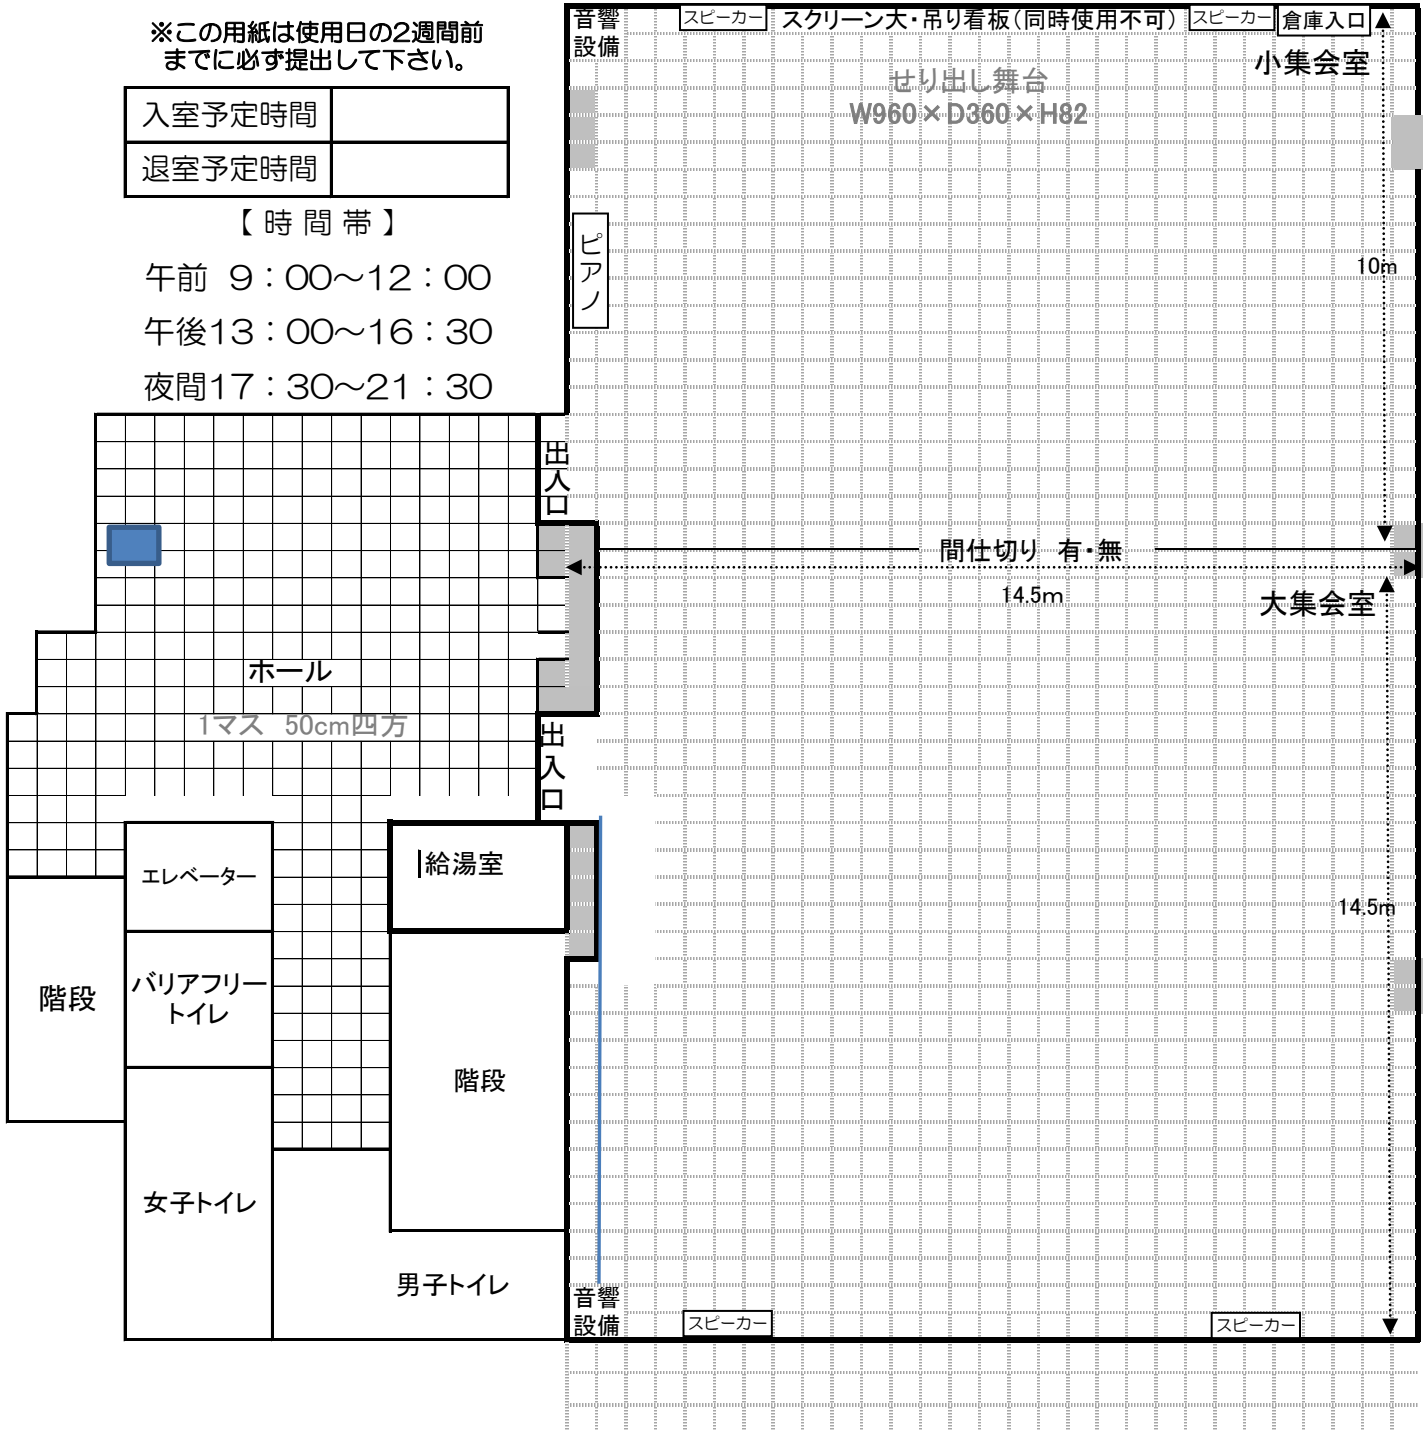 ※この用紙は使用日の2週間前
までに必ず提出して下さい。
入室予定時間
退室予定時間
【 時 間 帯 】
午前 9：00～12：00
午後13：00～16：30
夜間17：30～21：30
音響
設備
スピーカー
スクリーン大・吊り看板(同時使用不可)
スピーカー
倉庫入口
小集会室
せり出し舞台
W960×D360×H82
ピアノ
10m
出入口
間仕切り 有・無
14.5m
大集会室
ホール
1マス 50cm四方
出入口
エレベーター
給湯室
14.5m
階段
バリアフリー
トイレ
階段
女子トイレ
男子トイレ
音響
設備
スピーカー
スピーカー